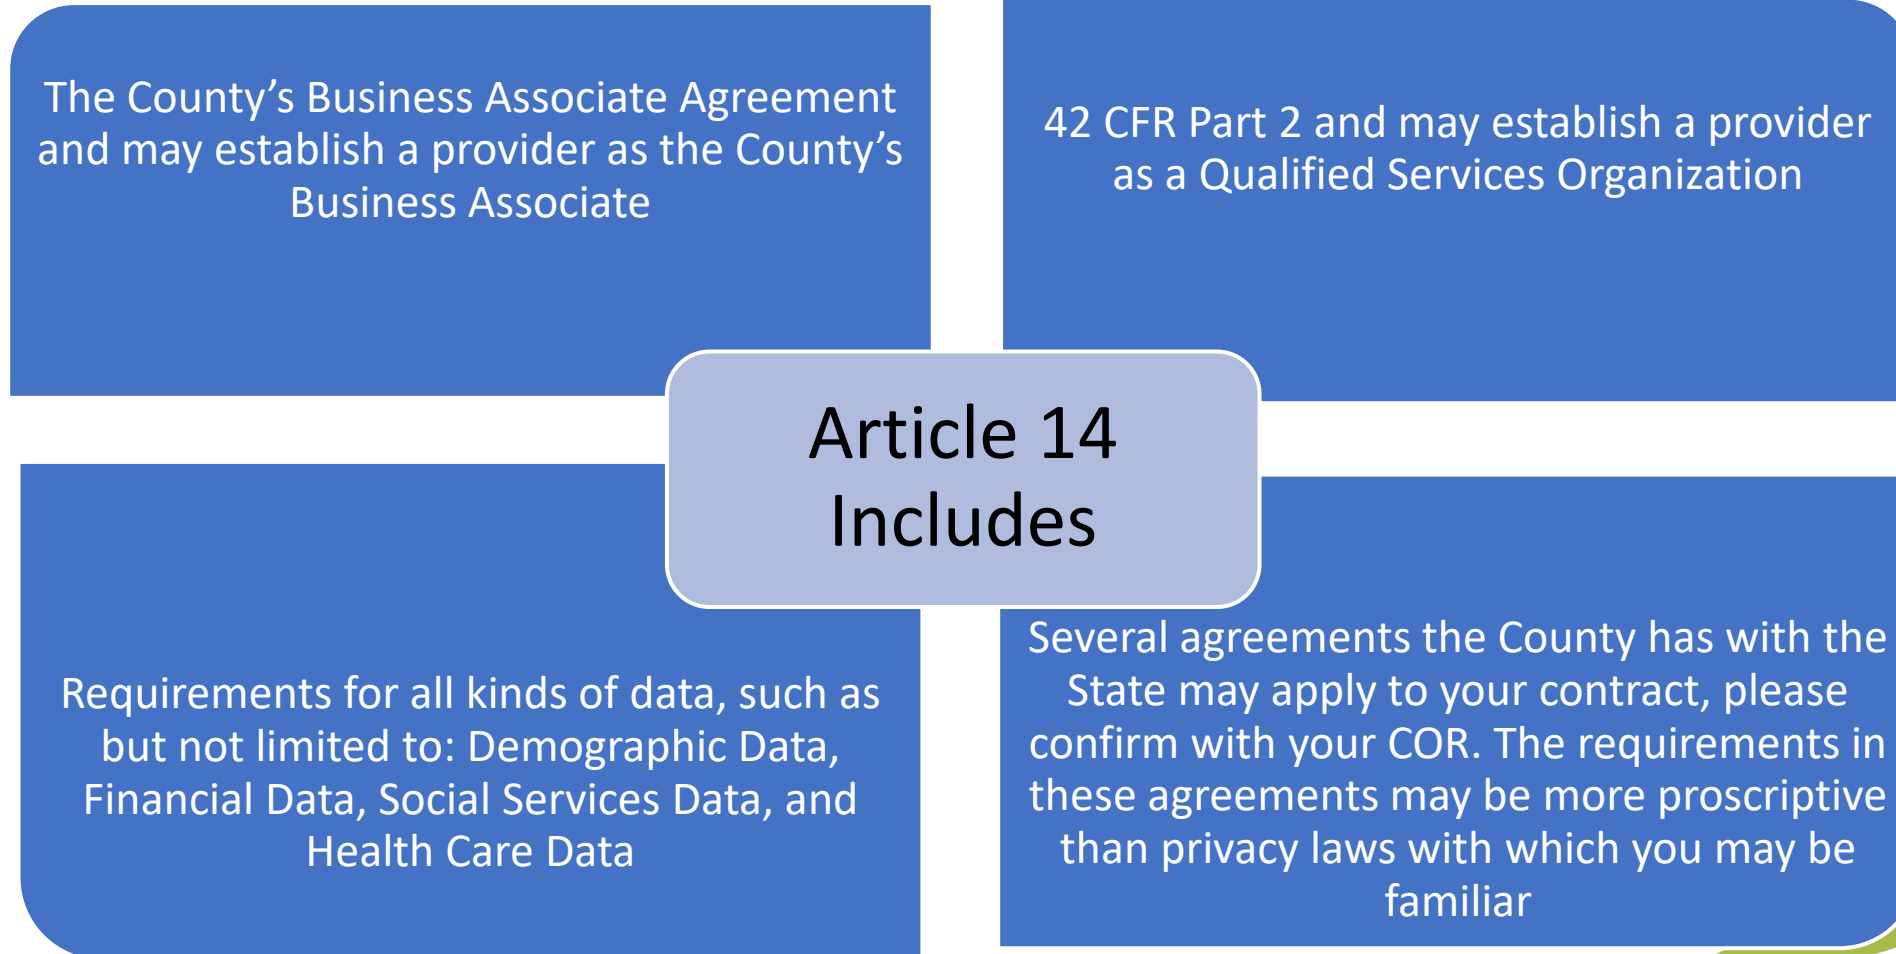 The County’s Business Associate Agreement
and may establish a provider as the County’s
Business Associate
42 CFR Part 2 and may establish a provider
as a Qualified Services Organization
Article 14
Includes
Requirements for all kinds of data, such as
but not limited to: Demographic Data,
Financial Data, Social Services Data, and
Health Care Data
Several agreements the County has with the
State may apply to your contract, please
confirm with your COR. The requirements in
these agreements may be more proscriptive
than privacy laws with which you may be
familiar